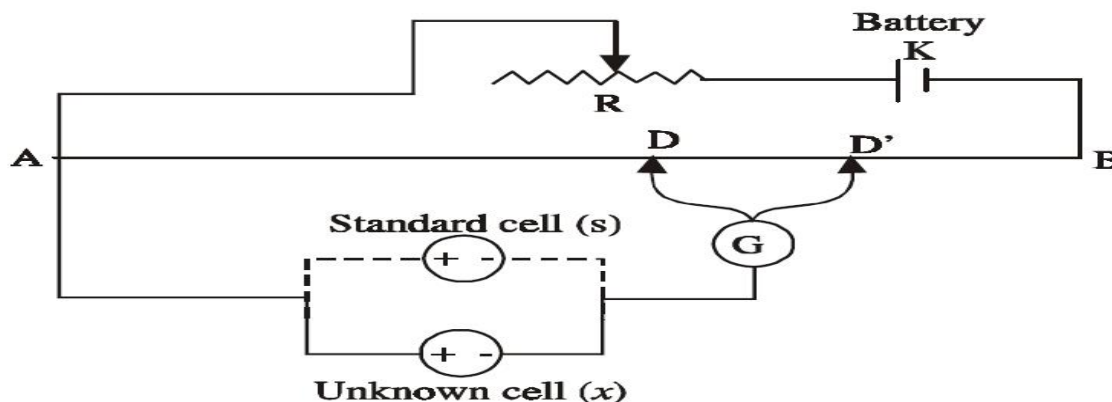 Battery
K
R
A
D
D’
B
Standard cell (s)
G
+ -
+ -
Unknown cell (x)